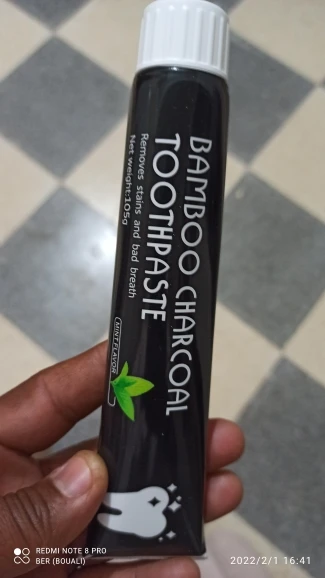 BAMBOO CHARCOAL
TOOTHPASTE
Removes stains and bad breath
Net weight:105g
MINT FLAVOR
REDMI NOTE 8 PRO
BER (BOUALI)
2022/2/1 16:41